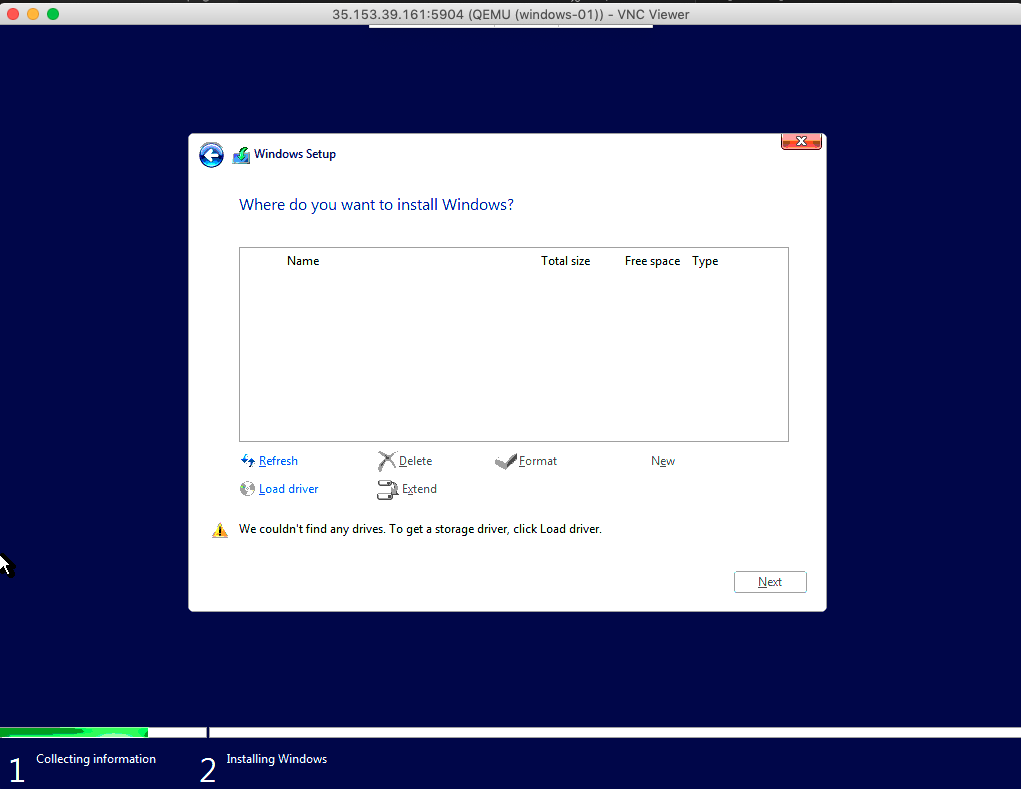 35.153.39.161:5904 (QEMU (windows-01)) - VNC Viewer
Windows Setup
Where do you want to install Windows?
Name Total size Free space Type
Refresh Delete Format New
Load driver Extend
We couldn't find any drives. To get a storage driver, click Load driver.
Next
1 Collecting information 2 Installing Windows